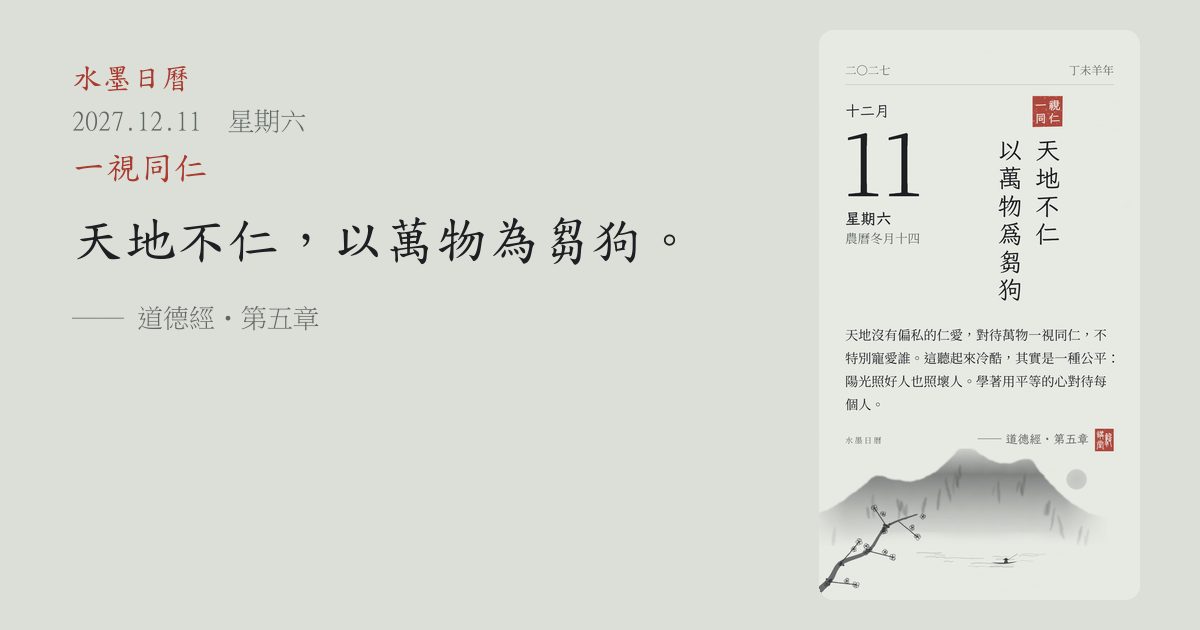 水墨日曆
2027.12.11 星期六
一視同仁
天地不仁,以萬物為芻狗。
—— 道德經・第五章
二〇二七
丁未羊年
十二月
11
星期六
農曆冬月十四
一視同仁
天地不仁
以萬物爲芻狗
天地沒有偏私的仁愛,對待萬物一視同仁,不
特別寵愛誰。這聽起來冷酷,其實是一種公平:
陽光照好人也照壞人。學著用平等的心對待每
個人。
水墨日曆
—— 道德經・第五章